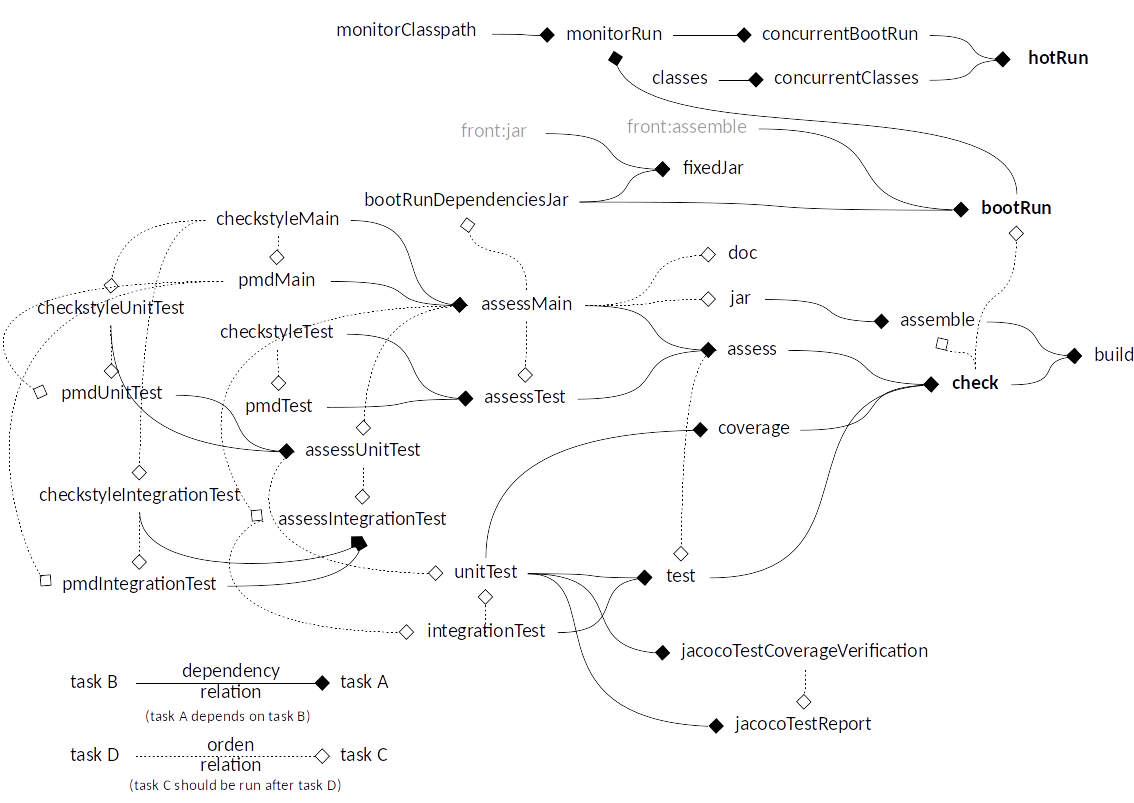 monitorClasspath
monitorRun
concurrentBootRun
hotRun
classes
concurrentClasses
front:jar
front:assemble
fixedJar
bootRunDependenciesJar
bootRun
checkstyleMain
doc
pmdMain
jar
assessMain
checkstyleUnitTest
assemble
checkstyleTest
assess
build
check
pmdUnitTest
assessTest
pmdTest
coverage
assessUnitTest
checkstyleIntegrationTest
assessIntegrationTest
unitTest
test
pmdIntegrationTest
integrationTest
jacocoTestCoverageVerification
jacocoTestReport
task B
dependency
relation
task A
(task A depends on task B)
task D
orden
relation
task C
(task C should be run after task D)